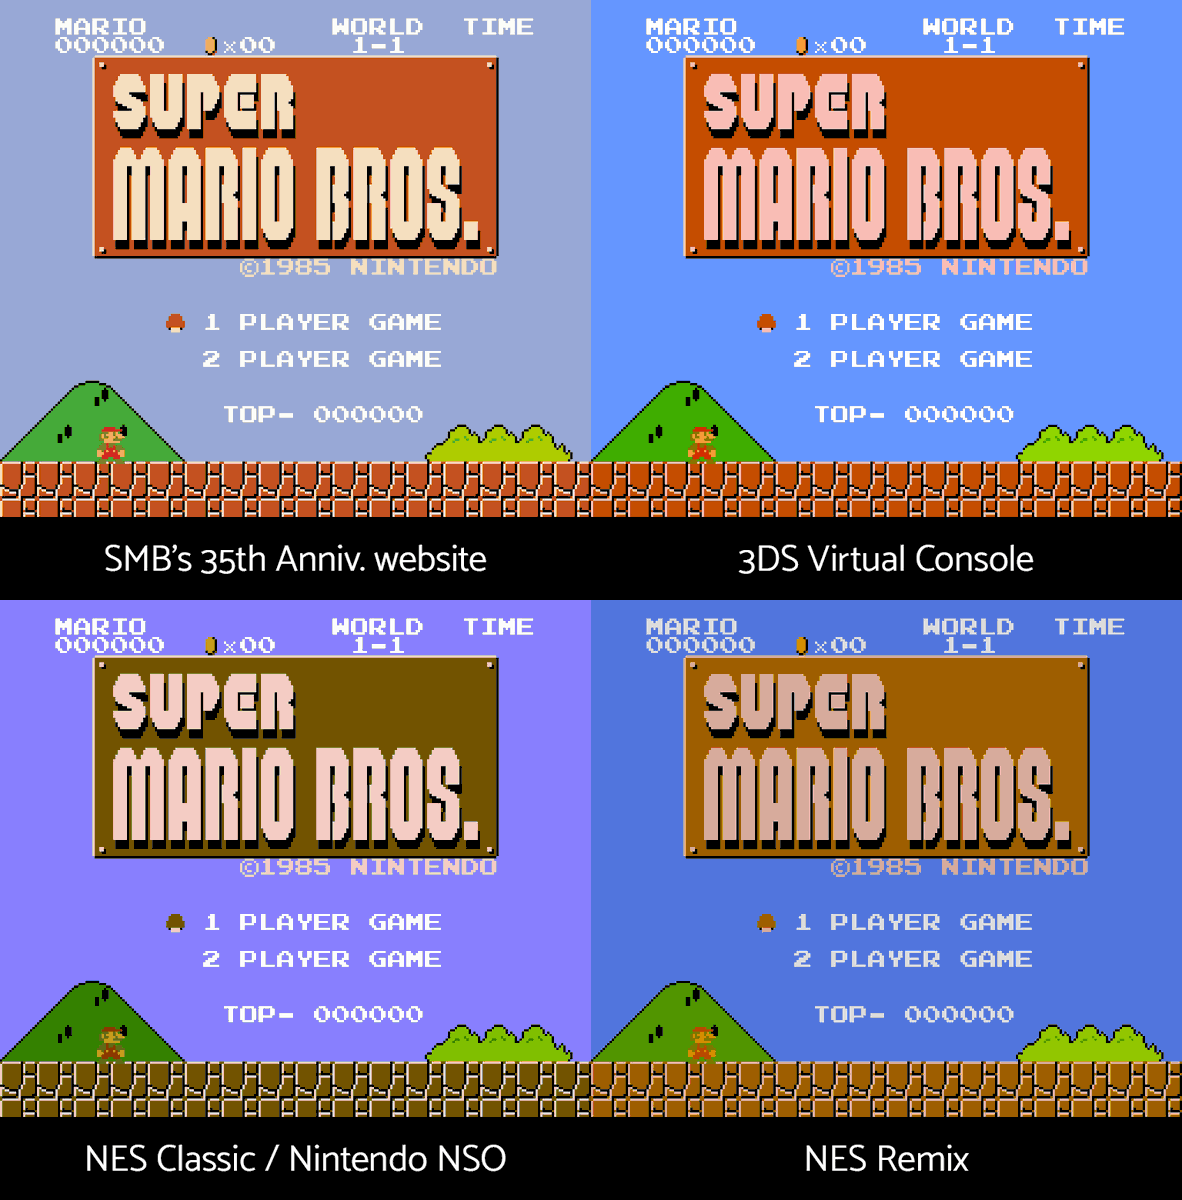 MARIO WORLD TIME
000000 x00 1-1
SUPER
MARIO BROS.
©1985 NINTENDO
1 PLAYER GAME
2 PLAYER GAME
TOP- 000000
SMB's 35th Anniv. website
MARIO WORLD TIME
000000 x00 1-1
SUPER
MARIO BROS.
©1985 NINTENDO
1 PLAYER GAME
2 PLAYER GAME
TOP- 000000
3DS Virtual Console
MARIO WORLD TIME
000000 x00 1-1
SUPER
MARIO BROS.
©1985 NINTENDO
1 PLAYER GAME
2 PLAYER GAME
TOP- 000000
NES Classic / Nintendo NSO
MARIO WORLD TIME
000000 x00 1-1
SUPER
MARIO BROS.
©1985 NINTENDO
1 PLAYER GAME
2 PLAYER GAME
TOP- 000000
NES Remix